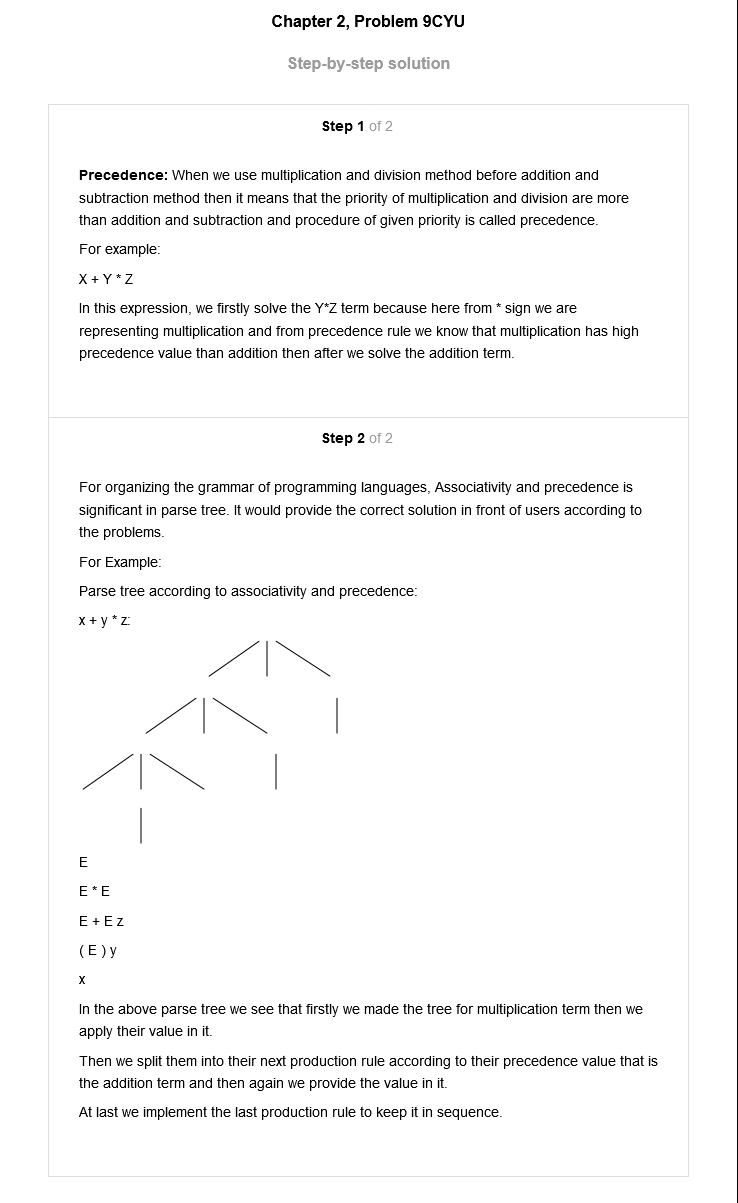 Chapter 2, Problem 9CYU
Step-by-step solution
Step 1 of 2
Precedence: When we use multiplication and division method before addition and
subtraction method then it means that the priority of multiplication and division are more
than addition and subtraction and procedure of given priority is called precedence.
For example:
X + Y * Z
In this expression, we firstly solve the Y*Z term because here from * sign we are
representing multiplication and from precedence rule we know that multiplication has high
precedence value than addition then after we solve the addition term.
Step 2 of 2
For organizing the grammar of programming languages, Associativity and precedence is
significant in parse tree. It would provide the correct solution in front of users according to
the problems.
For Example:
Parse tree according to associativity and precedence:
x + y * z:
E
E * E
E + E z
( E ) y
x
In the above parse tree we see that firstly we made the tree for multiplication term then we
apply their value in it.
Then we split them into their next production rule according to their precedence value that is
the addition term and then again we provide the value in it.
At last we implement the last production rule to keep it in sequence.